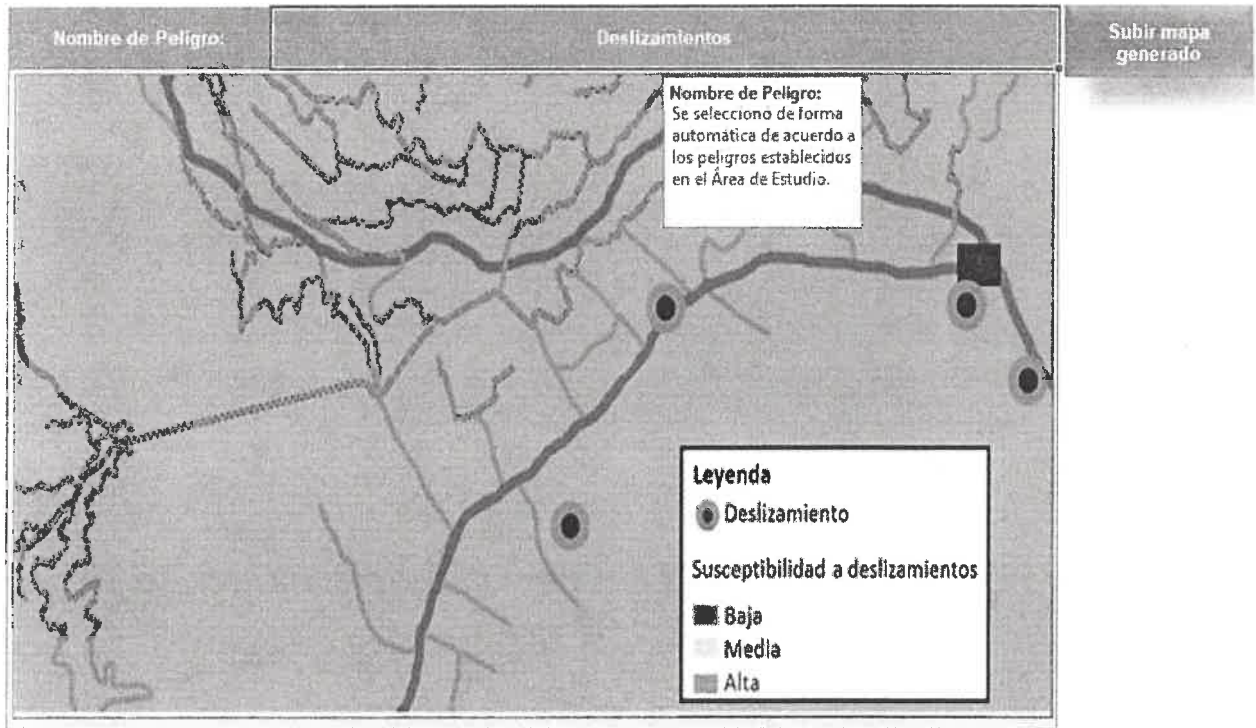 Nombre de Peligro:
Deslizamientos
Subir mapa
generado
Nombre de Peligro:
Se seleccionó de forma
automática de acuerdo a
los peligros establecidos
en el Área de Estudio.
Leyenda
Deslizamiento
Susceptibilidad a deslizamientos
Baja
Media
Alta